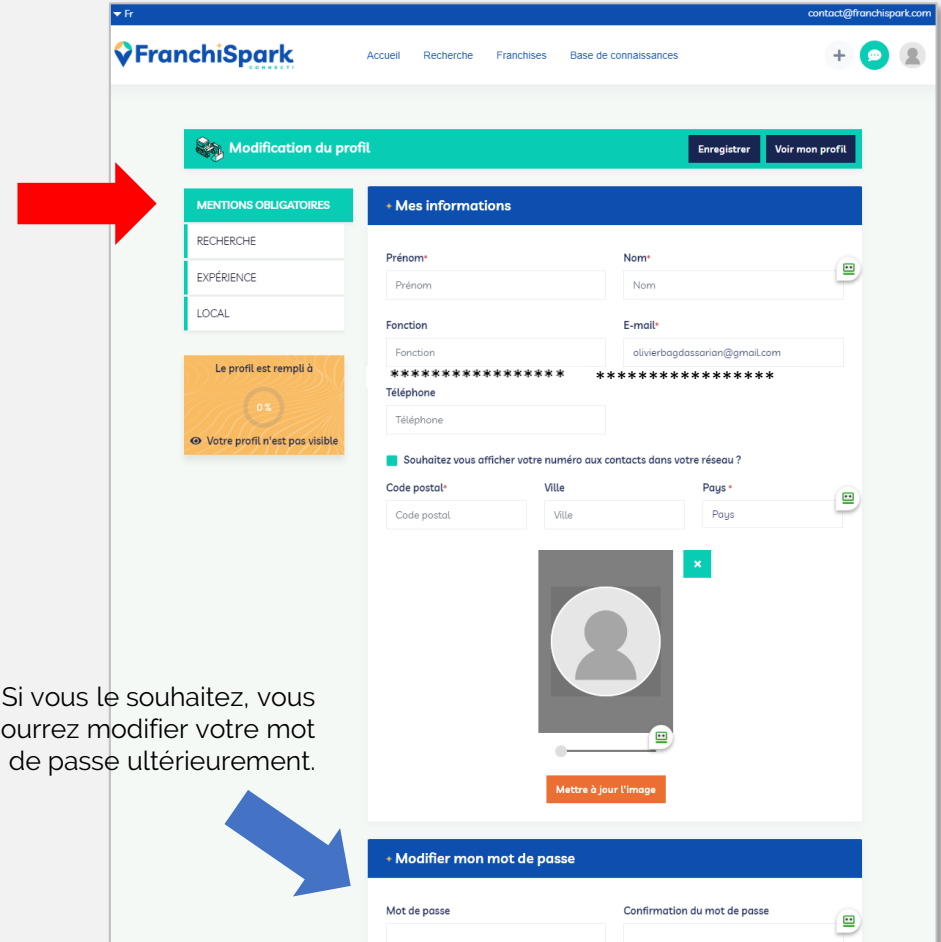 Fr
contact@franchispark.com
FranchiSpark
CONNECT!
Accueil Recherche Franchises Base de connaissances
Modification du profil
Enregistrer Voir mon profil
MENTIONS OBLIGATOIRES
RECHERCHE
EXPÉRIENCE
LOCAL
Le profil est rempli à
0 %
Votre profil n'est pas visible
+ Mes informations
Prénom* Nom*
Prénom Nom
Fonction E-mail*
Fonction olivierbagdassarian@gmail.com
***************** *****************
Téléphone
Téléphone
Souhaitez vous afficher votre numéro aux contacts dans votre réseau ?
Code postal* Ville Pays *
Code postal Ville Pays
Mettre à jour l'image
Si vous le souhaitez, vous
ourrez modifier votre mot
de passe ultérieurement.
+ Modifier mon mot de passe
Mot de passe Confirmation du mot de passe